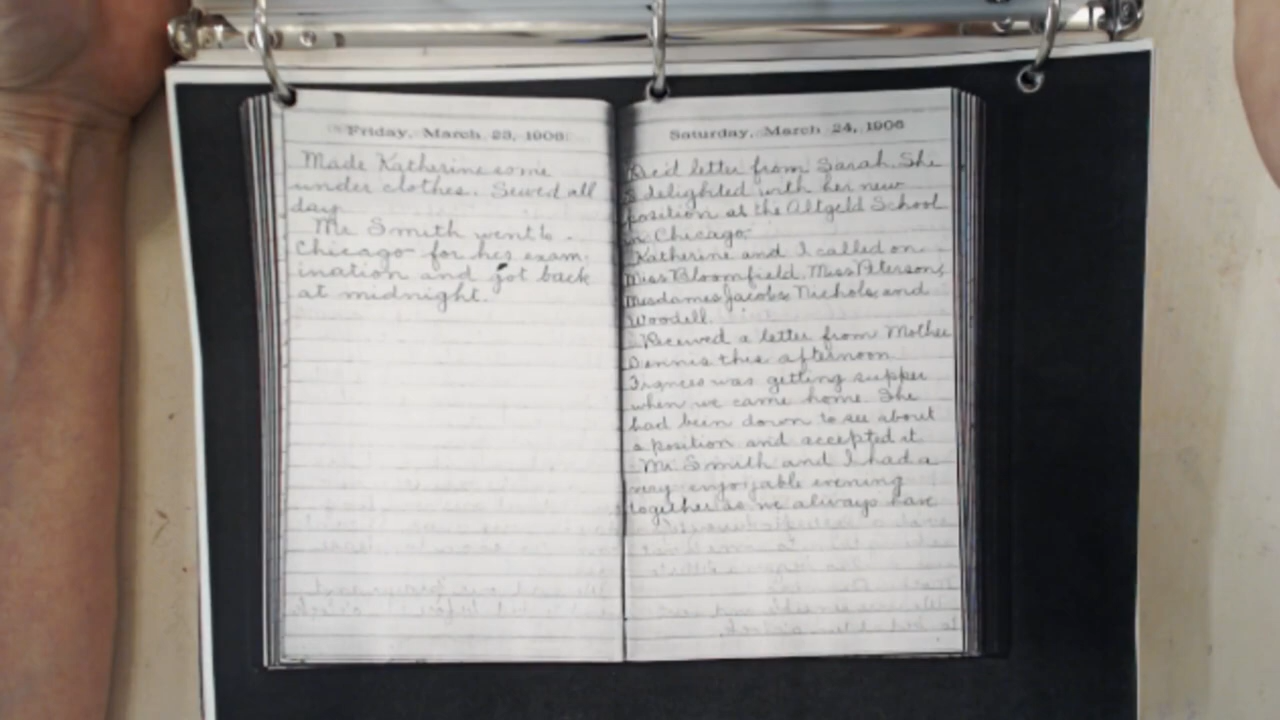 Friday, March 23, 1906.
Made Katherine some
under clothes. Sewed all
day.
Mr Smith went to
Chicago for his exam-
ination and got back
at midnight.
Saturday, March 24, 1906
Rec'd letter from Sarah. She
is delighted with her new
position at the Altgeld School
in Chicago.
Katherine and I called on
Miss Bloomfield, Miss Peterson,
Mesdames Jacobs, Nichols, and
Woodell.
Received a letter from Mother
Dennis this afternoon.
Frances was getting supper
when we came home. She
had been down to see about
a position and accepted it.
Mr Smith and I had a
very enjoyable evening
together as we always have